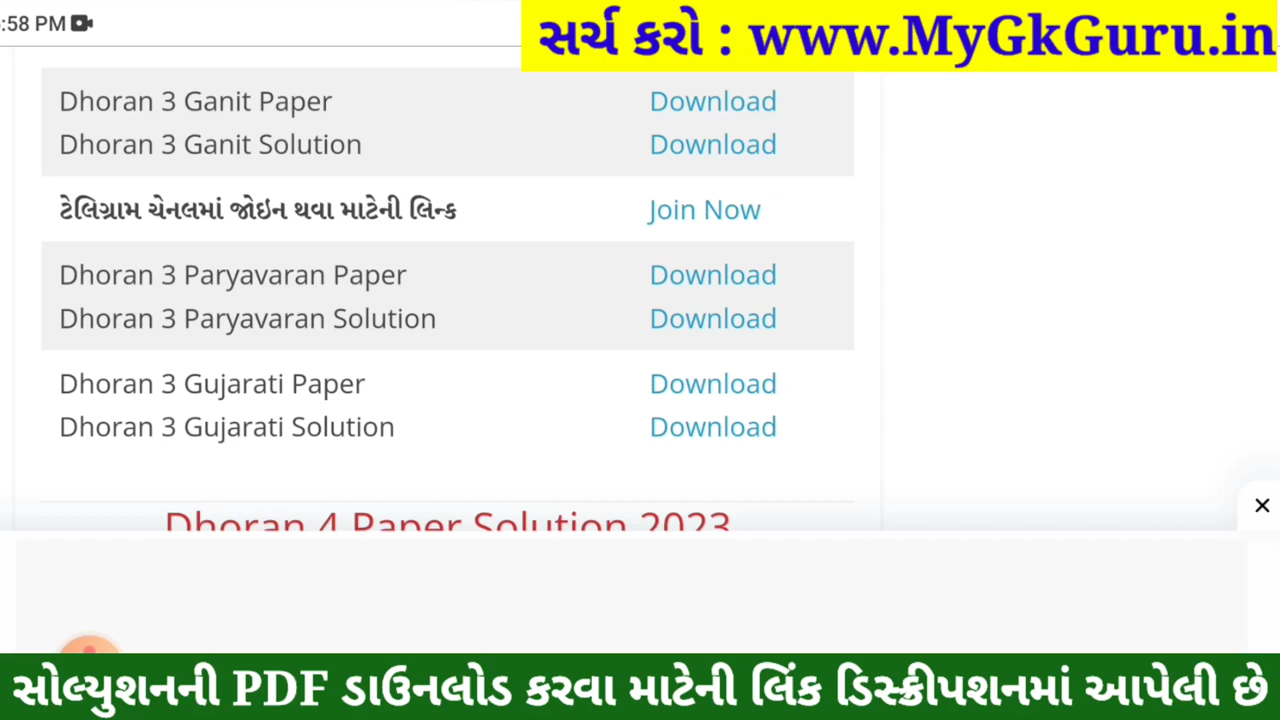 :58 PM
સર્ચ કરો : www.MyGkGuru.in
Dhoran 3 Ganit Paper Download
Dhoran 3 Ganit Solution Download
ટેલિગ્રામ ચેનલમાં જોઇન થવા માટેની લિન્ક Join Now
Dhoran 3 Paryavaran Paper Download
Dhoran 3 Paryavaran Solution Download
Dhoran 3 Gujarati Paper Download
Dhoran 3 Gujarati Solution Download
Dhoran 4 Paper Solution 2023
સોલ્યુશનની PDF ડાઉનલોડ કરવા માટેની લિંક ડિસ્ક્રીપશનમાં આપેલી છે